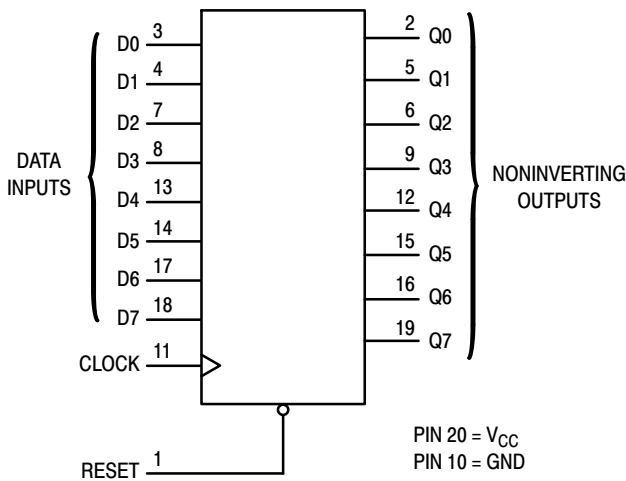 D0 3
D1 4
D2 7
D3 8
D4 13
D5 14
D6 17
D7 18
DATA
INPUTS
CLOCK 11
RESET 1
2 Q0
5 Q1
6 Q2
9 Q3
12 Q4
15 Q5
16 Q6
19 Q7
NONINVERTING
OUTPUTS
PIN 20 = VCC
PIN 10 = GND